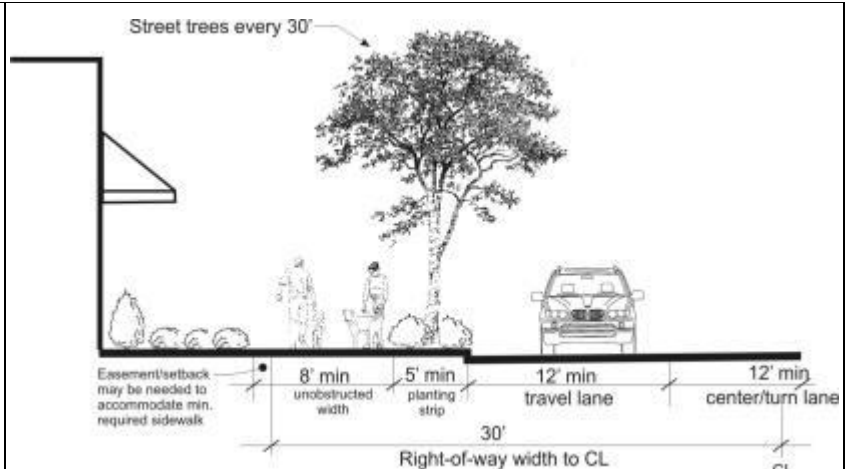 Street trees every 30'
Easement/setback
may be needed to
accommodate min.
required sidewalk
8' min
unobstructed
width
5' min
planting
strip
12' min
travel lane
12' min
center/turn lane
30'
Right-of-way width to CL
CL